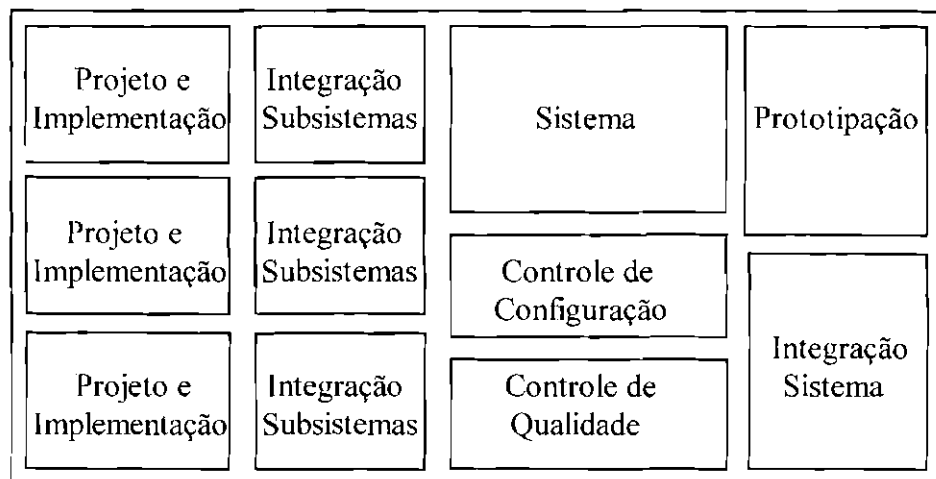 Projeto e
Implementação
Integração
Subsistemas
Sistema
Prototipação
Projeto e
Implementação
Integração
Subsistemas
Controle de
Configuração
Projeto e
Implementação
Integração
Subsistemas
Controle de
Qualidade
Integração
Sistema